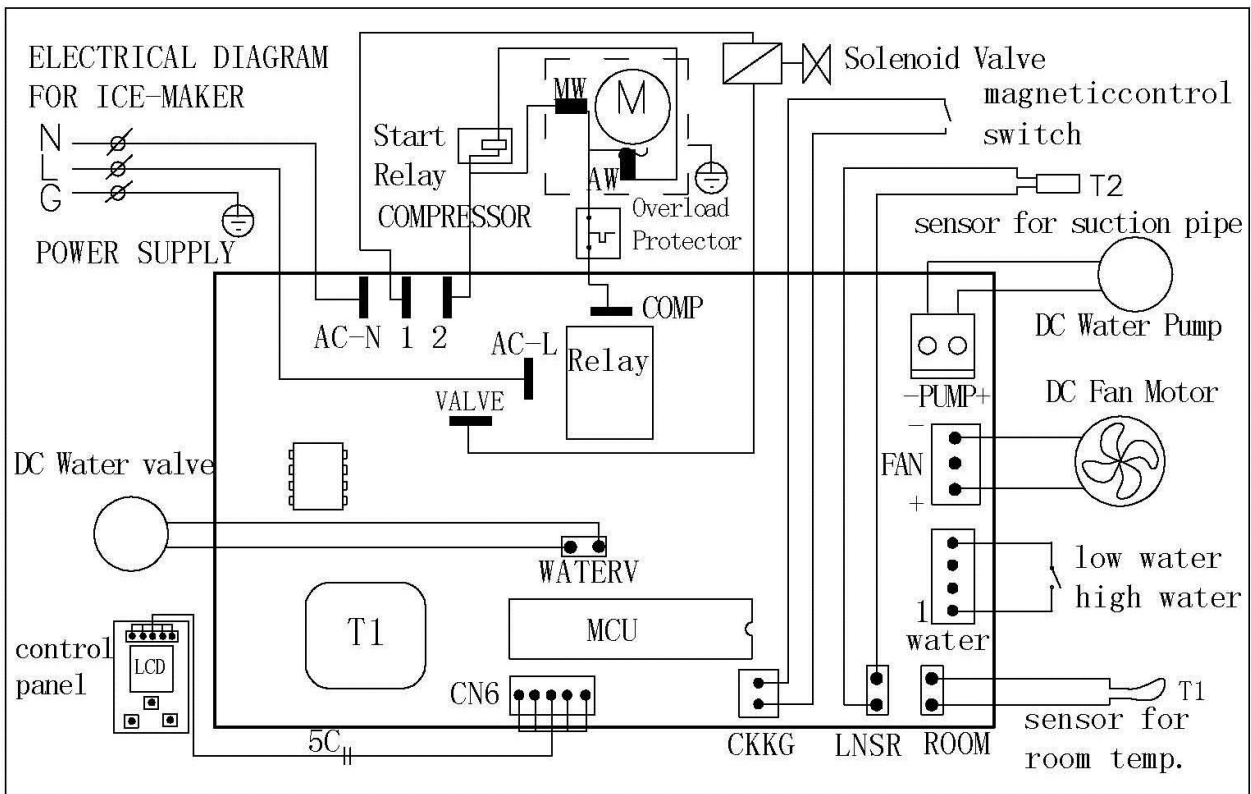 ELECTRICAL DIAGRAM
FOR ICE-MAKER
N
L
G
POWER SUPPLY
Start
Relay
COMPRESSOR
MW
M
AW
Overload
Protector
Solenoid Valve
magneticcontrol
switch
T2
sensor for suction pipe
DC Water Pump
AC-N 1 2
COMP
AC-L
Relay
VALVE
-PUMP+
DC Fan Motor
-
FAN
+
DC Water valve
WATERV
low water
high water
1
water
T1
MCU
control
panel
LCD
CN6
5C
CKKG
LNSR
ROOM
T1
sensor for
room temp.